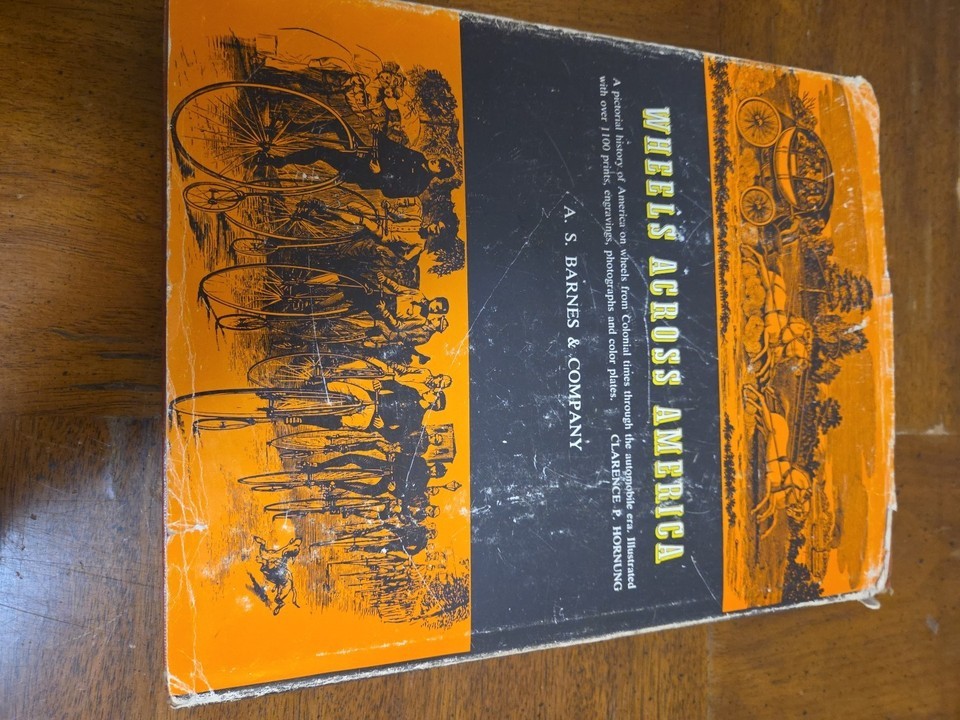 WHEELS ACROSS AMERICA
A pictorial history of America on wheels from Colonial times through the automobile era. Illustrated
with over 1100 prints, engravings, photographs and color plates. CLARENCE P. HORNUNG
A. S. BARNES & COMPANY